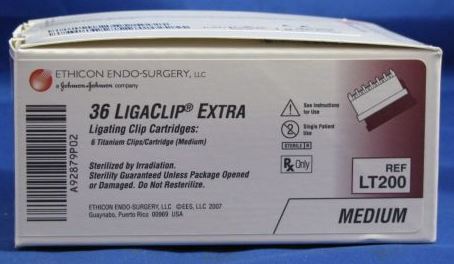 ETHICON ENDO-SURGERY, LLC
a Johnson-Johnson company
36 LIGACLIP® EXTRA
Ligating Clip Cartridges:
6 Titanium Clips/Cartridge (Medium)
Sterilized by Irradiation.
Sterility Guaranteed Unless Package Opened
or Damaged. Do Not Resterilize.
ETHICON ENDO-SURGERY, LLC ©EES, LLC 2007
Guaynabo, Puerto Rico 00969 USA
A92879P02
See Instructions
for Use
Single Patient
Use
STERILE R
Rx Only
REF
LT200
MEDIUM